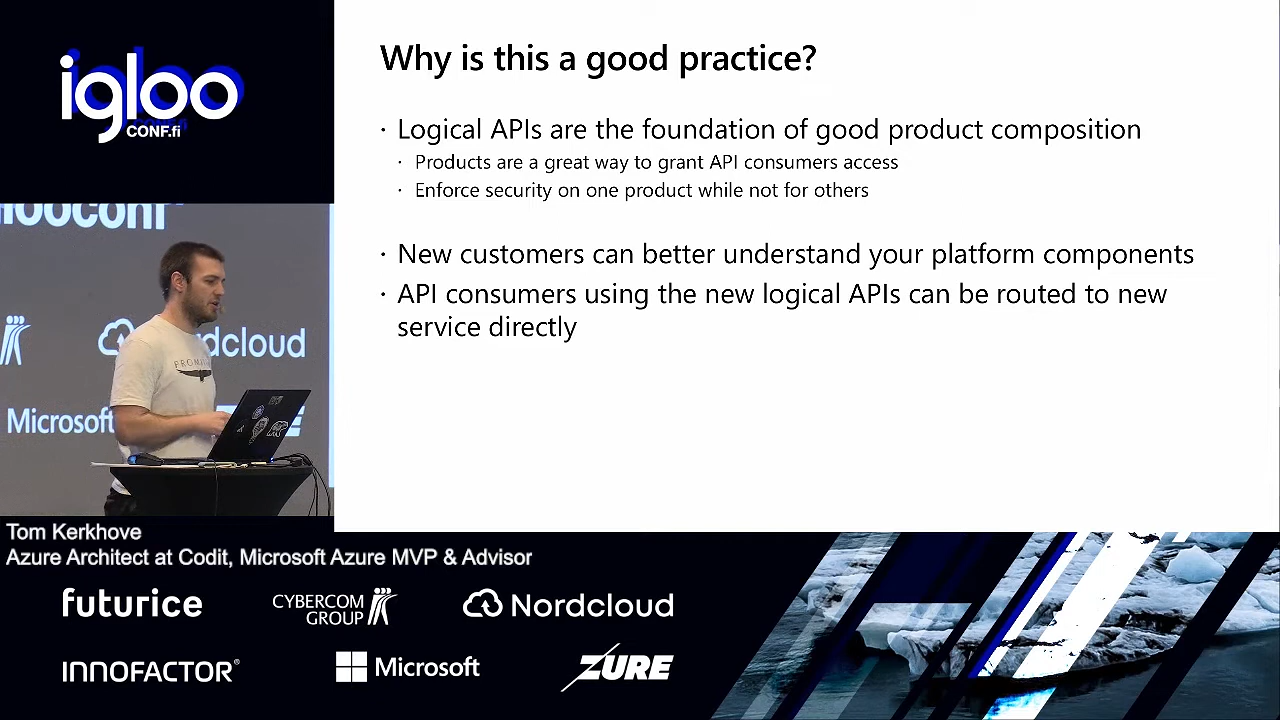 igloo
CONF.fi
Why is this a good practice?
· Logical APIs are the foundation of good product composition
· Products are a great way to grant API consumers access
· Enforce security on one product while not for others
· New customers can better understand your platform components
· API consumers using the new logical APIs can be routed to new
service directly
Microsoft
Tom Kerkhove
Azure Architect at Codit, Microsoft Azure MVP & Advisor
futurice
CYBERCOM
GROUP
Nordcloud
INNOFACTOR®
Microsoft
ZURE